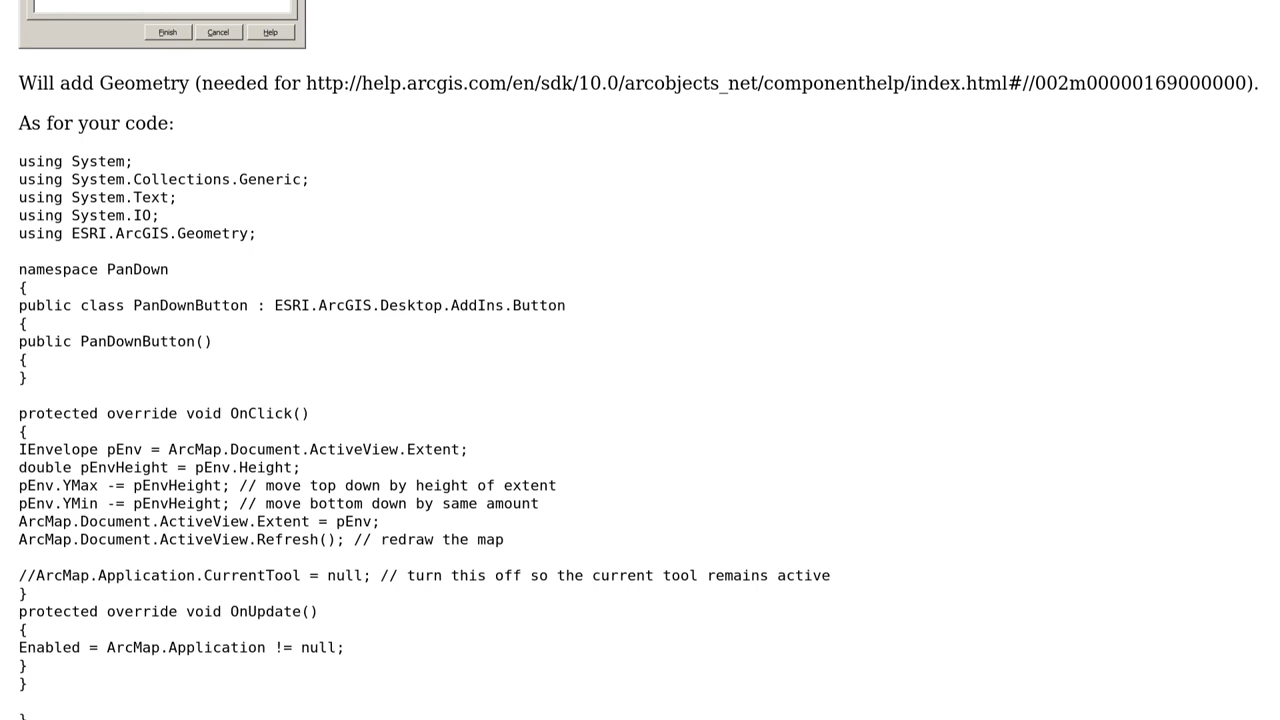 Finish Cancel Help
Will add Geometry (needed for http://help.arcgis.com/en/sdk/10.0/arcobjects_net/componenthelp/index.html#//002m00000169000000).
As for your code:
using System;
using System.Collections.Generic;
using System.Text;
using System.IO;
using ESRI.ArcGIS.Geometry;
namespace PanDown
{
public class PanDownButton : ESRI.ArcGIS.Desktop.AddIns.Button
{
public PanDownButton()
{
}
protected override void OnClick()
{
IEnvelope pEnv = ArcMap.Document.ActiveView.Extent;
double pEnvHeight = pEnv.Height;
pEnv.YMax -= pEnvHeight; // move top down by height of extent
pEnv.YMin -= pEnvHeight; // move bottom down by same amount
ArcMap.Document.ActiveView.Extent = pEnv;
ArcMap.Document.ActiveView.Refresh(); // redraw the map
//ArcMap.Application.CurrentTool = null; // turn this off so the current tool remains active
}
protected override void OnUpdate()
{
Enabled = ArcMap.Application != null;
}
}
}